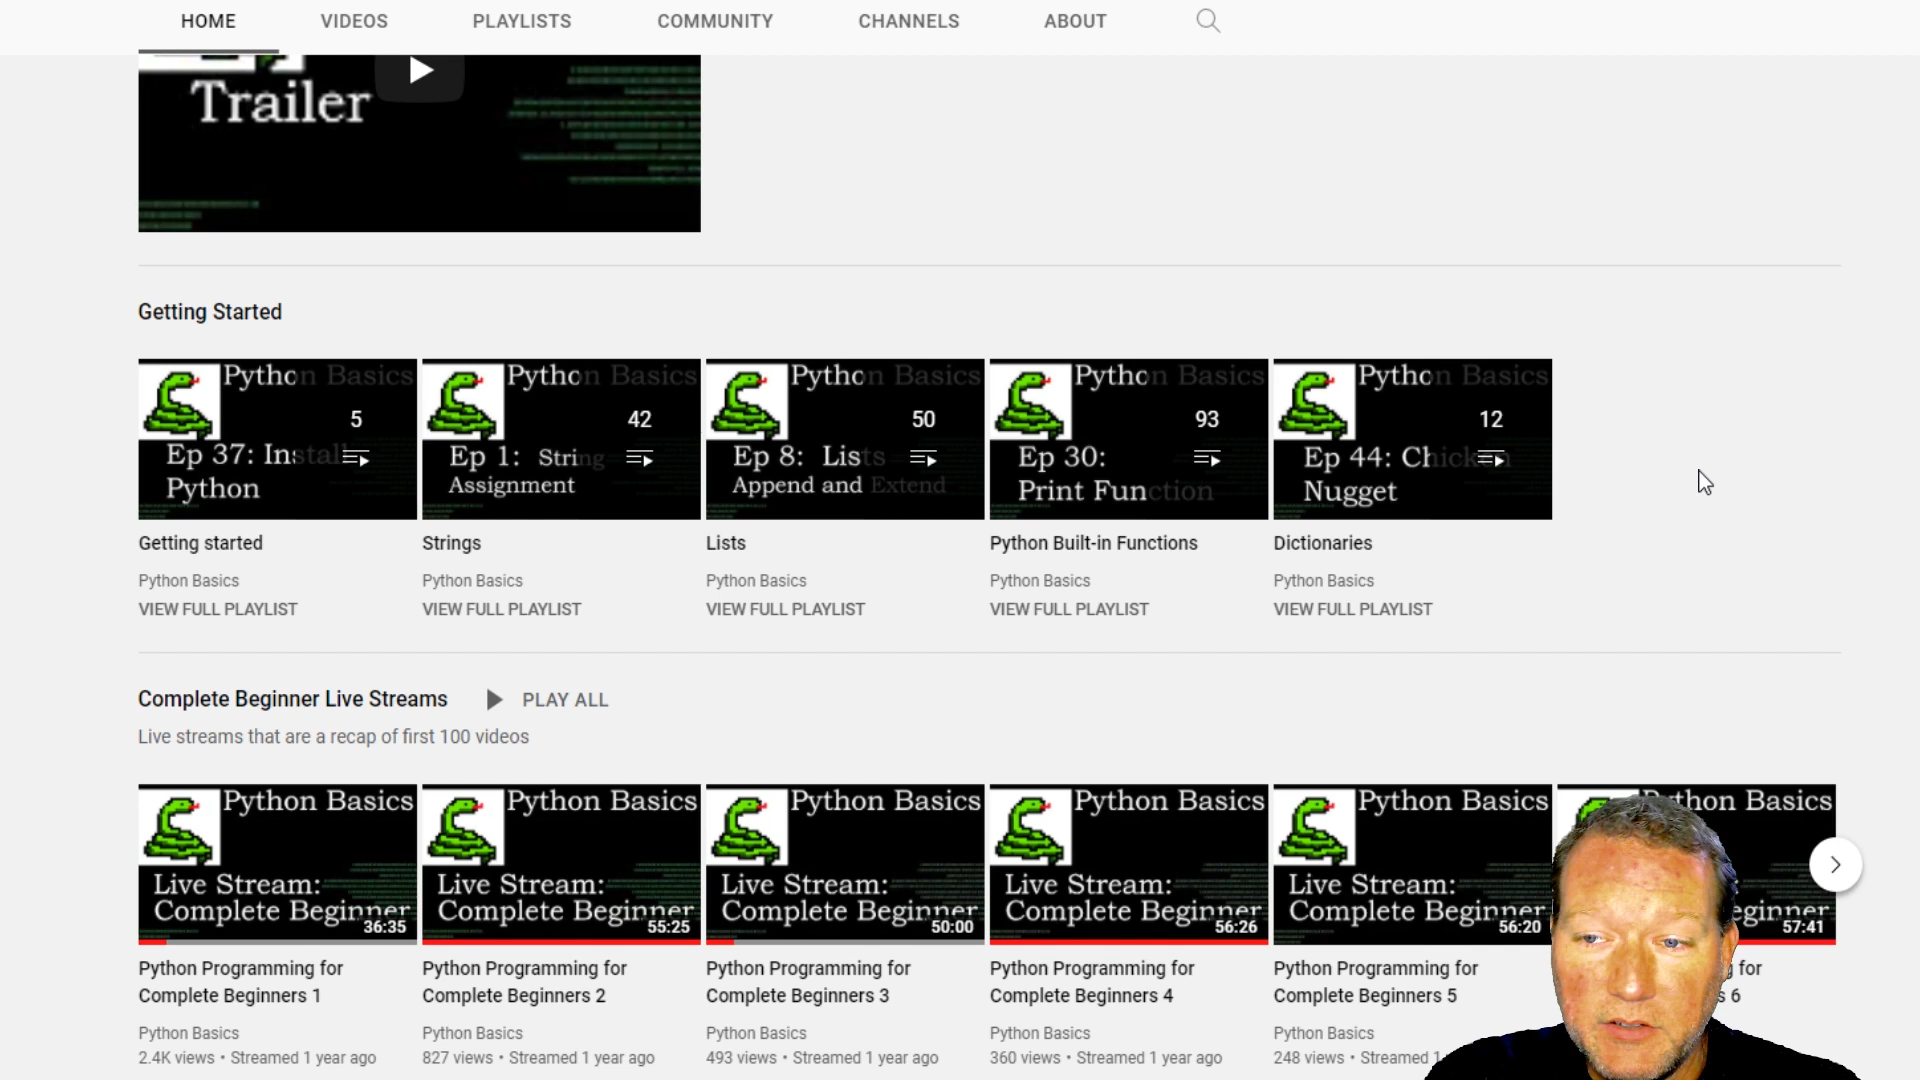 HOME VIDEOS PLAYLISTS COMMUNITY CHANNELS ABOUT
Trailer
Getting Started
Python Basics
5
Ep 37: Install
Python
Python Basics
42
Ep 1: String
Assignment
Python Basics
50
Ep 8: Lists
Append and Extend
Python Basics
93
Ep 30:
Print Function
Python Basics
12
Ep 44: Chicken
Nugget
Getting started
Python Basics
VIEW FULL PLAYLIST
Strings
Python Basics
VIEW FULL PLAYLIST
Lists
Python Basics
VIEW FULL PLAYLIST
Python Built-in Functions
Python Basics
VIEW FULL PLAYLIST
Dictionaries
Python Basics
VIEW FULL PLAYLIST
Complete Beginner Live Streams PLAY ALL
Live streams that are a recap of first 100 videos
Python Basics
Live Stream:
Complete Beginner
36:35
Python Basics
Live Stream:
Complete Beginner
55:25
Python Basics
Live Stream:
Complete Beginner
50:00
Python Basics
Live Stream:
Complete Beginner
56:26
Python Basics
Live Stream:
Complete Beginner
56:20
Python Basics
eginner
57:41
Python Programming for
Complete Beginners 1
Python Basics
2.4K views • Streamed 1 year ago
Python Programming for
Complete Beginners 2
Python Basics
827 views • Streamed 1 year ago
Python Programming for
Complete Beginners 3
Python Basics
493 views • Streamed 1 year ago
Python Programming for
Complete Beginners 4
Python Basics
360 views • Streamed 1 year ago
Python Programming for
Complete Beginners 5
Python Basics
248 views • Streamed 1
for
s 6